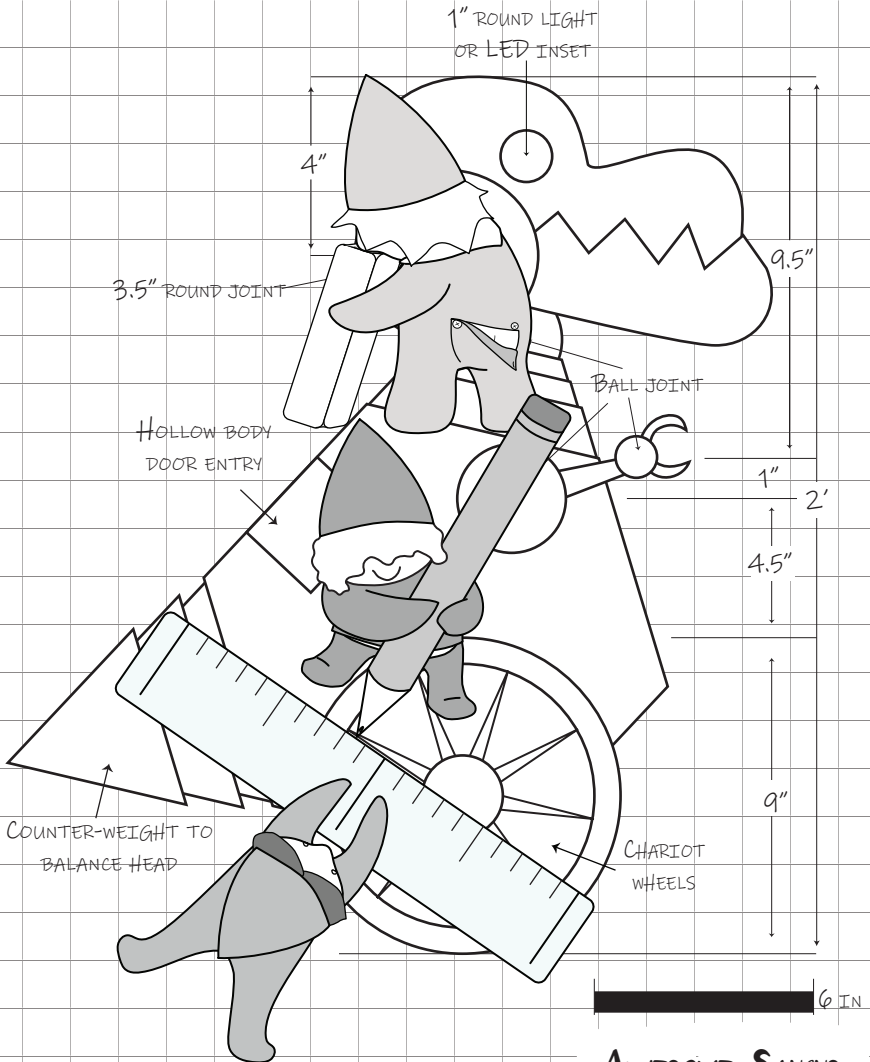 1" ROUND LIGHT
OR LED INSET
4"
9.5"
3.5" ROUND JOINT
BALL JOINT
HOLLOW BODY
DOOR ENTRY
1"
2'
4.5"
9"
COUNTER-WEIGHT TO
BALANCE HEAD
CHARIOT
WHEELS
6 IN